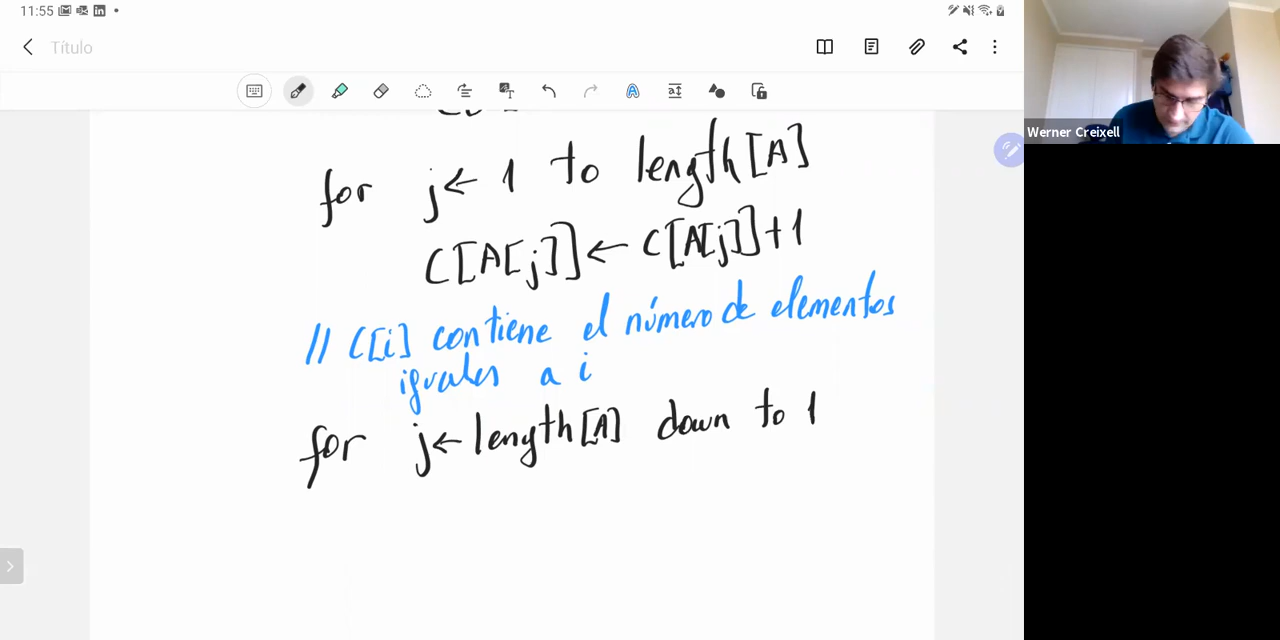 11:55
Título
for j ← 1 to length[A]
C[A[j]] ← C[A[j]]+1
// C[i] contiene el número de elementos
iguales a i
for j ← length[A] down to 1
Werner Creixell